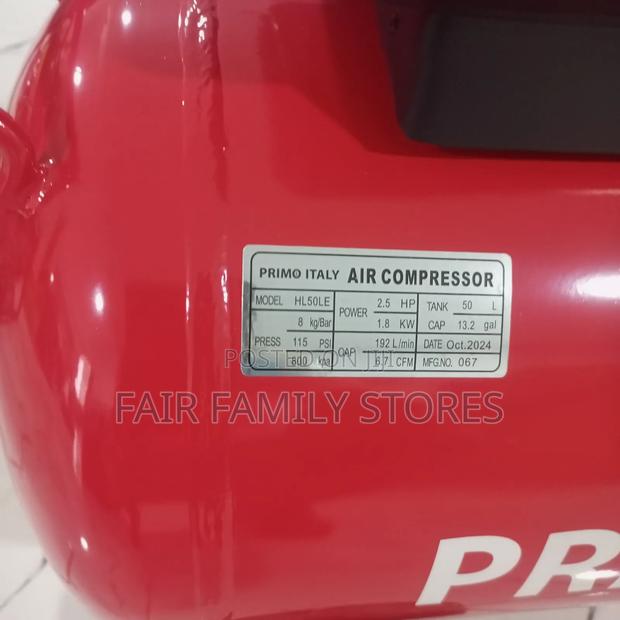 PRIMO ITALY AIR COMPRESSOR
MODEL HL50LE POWER 2.5 HP TANK 50 L
8 kg/Bar 1.8 KW CAP 13.2 gal
PRESS 115 PSI CAP 192 L/min DATE Oct.2024
800 kpa 6.7 CFM MFG.NO. 067
POSTED ON JIJI
FAIR FAMILY STORES